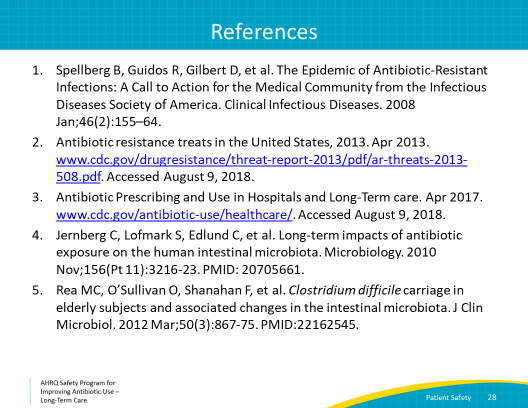 References
1. Spellberg B, Guidos R, Gilbert D, et al. The Epidemic of Antibiotic-Resistant
Infections: A Call to Action for the Medical Community from the Infectious
Diseases Society of America. Clinical Infectious Diseases. 2008
Jan;46(2):155–64.
2. Antibiotic resistance treats in the United States, 2013. Apr 2013.
www.cdc.gov/drugresistance/threat-report-2013/pdf/ar-threats-2013-
508.pdf. Accessed August 9, 2018.
3. Antibiotic Prescribing and Use in Hospitals and Long-Term care. Apr 2017.
www.cdc.gov/antibiotic-use/healthcare/. Accessed August 9, 2018.
4. Jernberg C, Lofmark S, Edlund C, et al. Long-term impacts of antibiotic
exposure on the human intestinal microbiota. Microbiology. 2010
Nov;156(Pt 11):3216-23. PMID: 20705661.
5. Rea MC, O’Sullivan O, Shanahan F, et al. Clostridium difficile carriage in
elderly subjects and associated changes in the intestinal microbiota. J Clin
Microbiol. 2012 Mar;50(3):867-75. PMID:22162545.
AHRQ Safety Program for
Improving Antibiotic Use –
Long-Term Care
Patient Safety 28